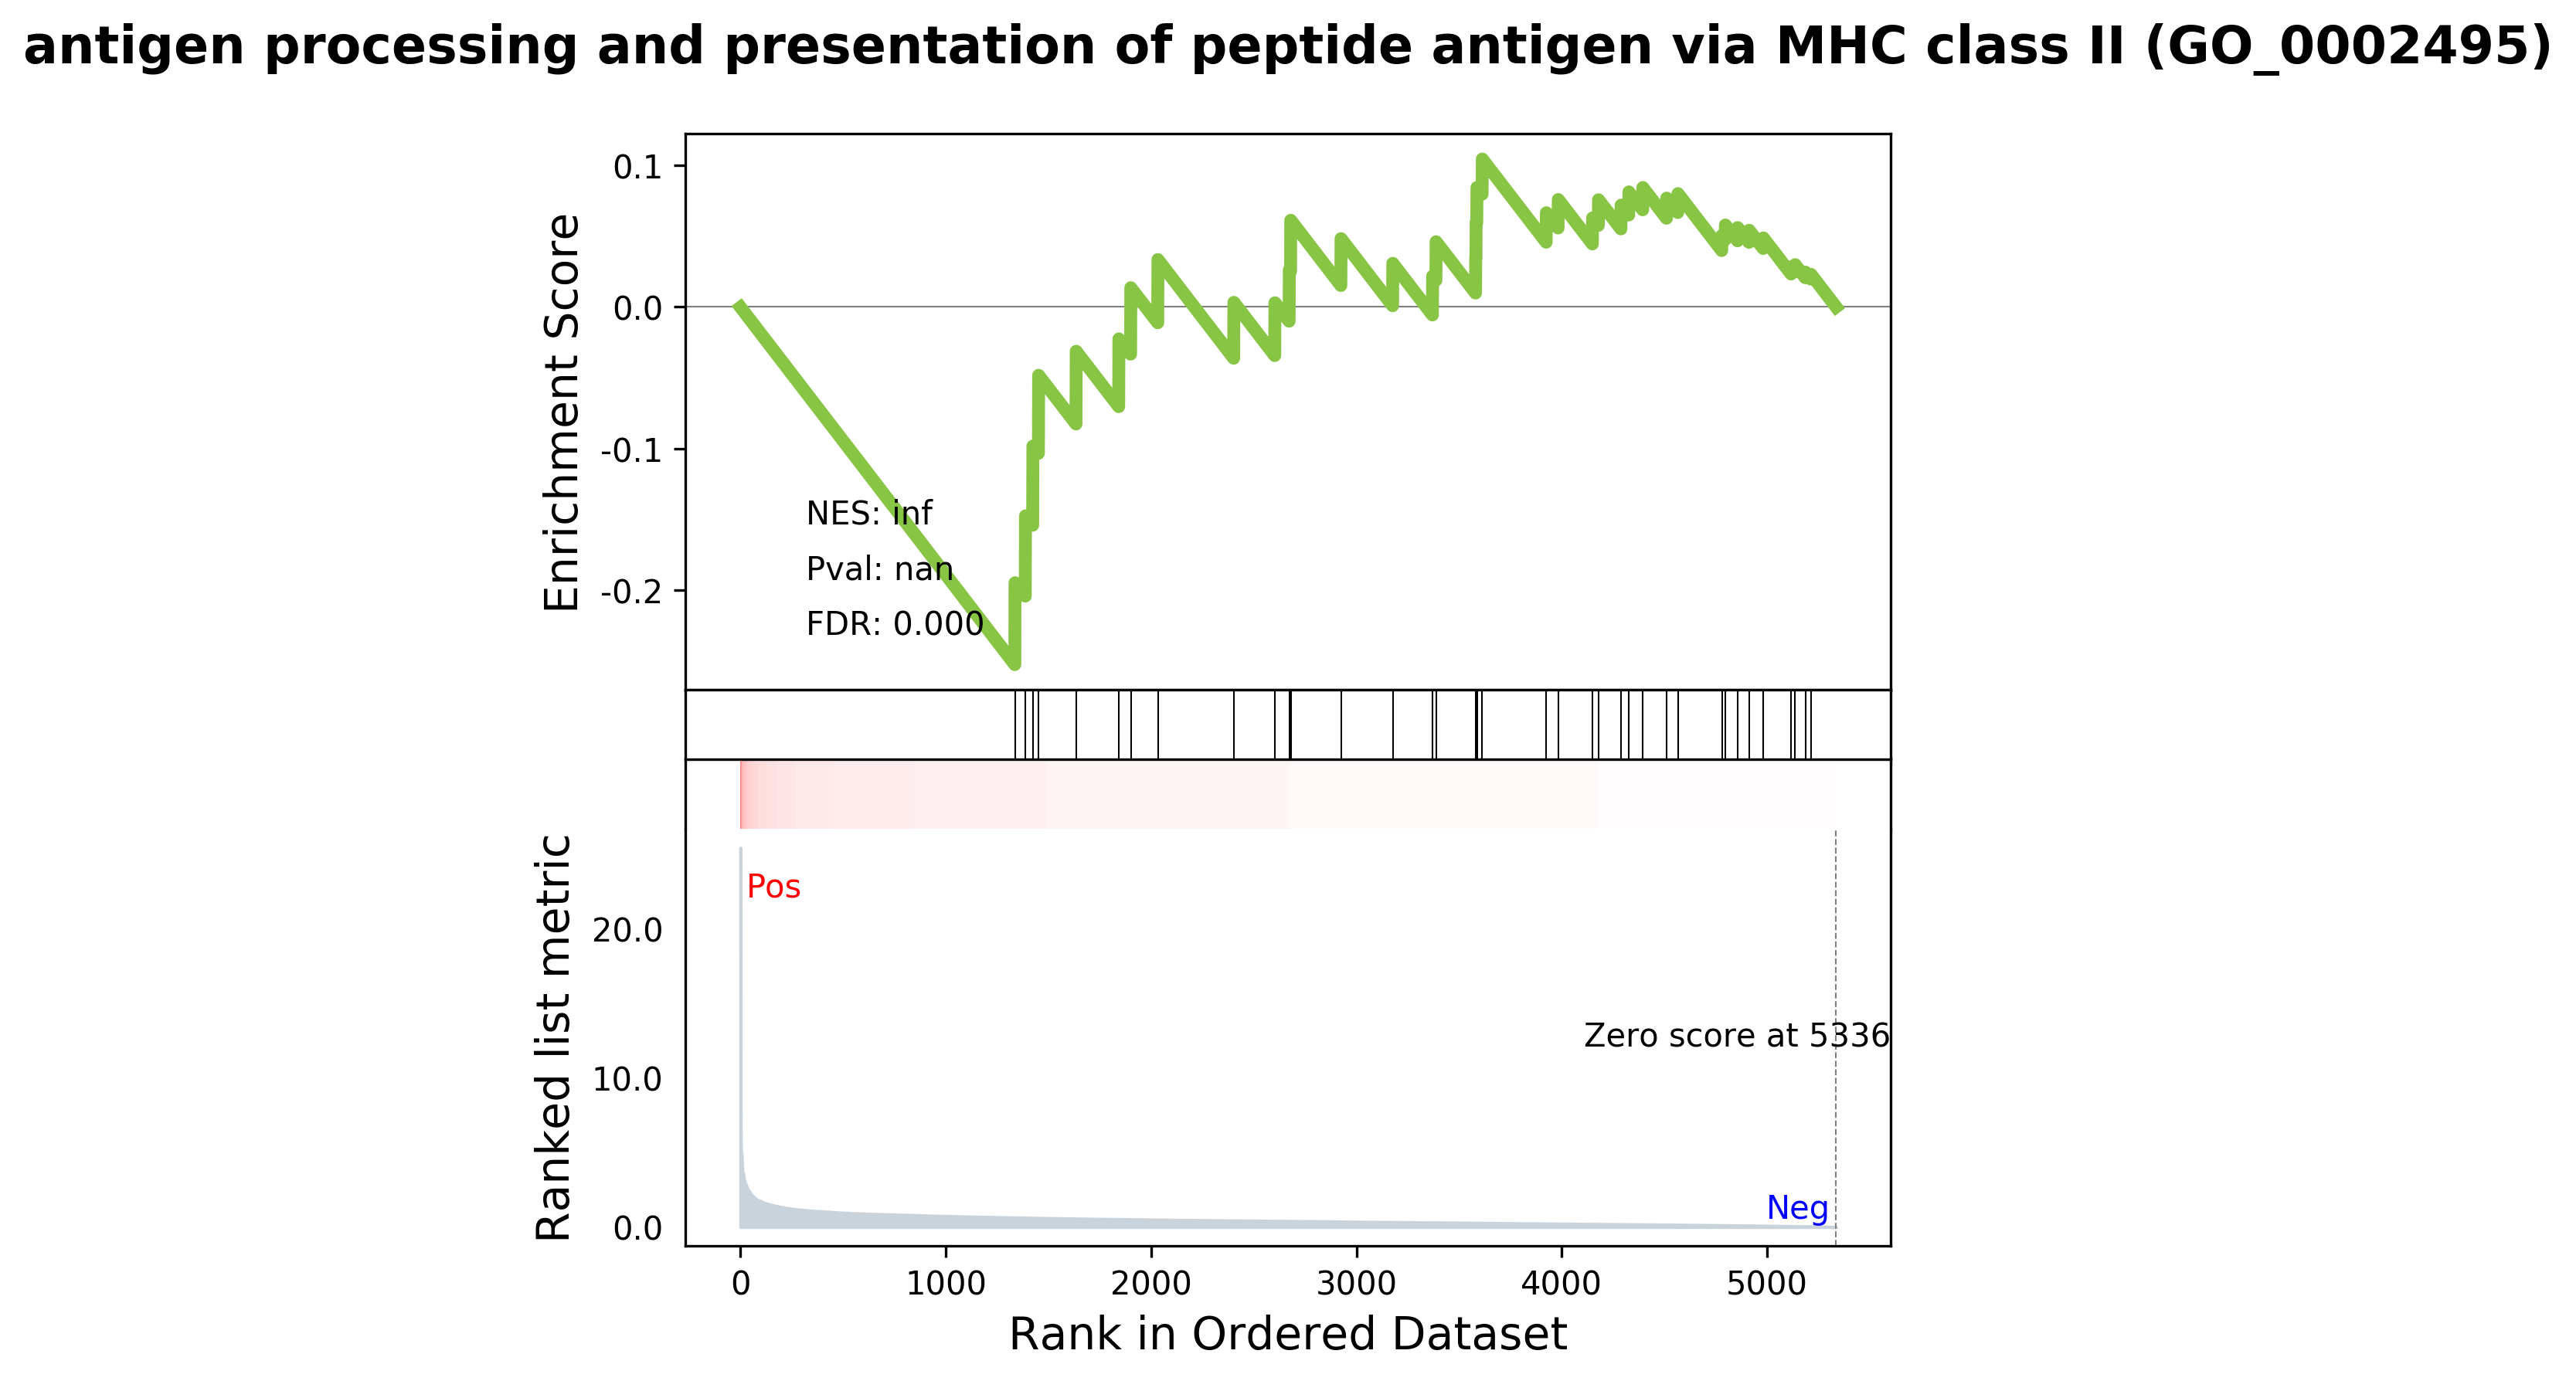 antigen processing and presentation of peptide antigen via MHC class II (GO_0002495)
Enrichment Score
0.1
0.0
-0.1
-0.2
NES: inf
Pval: nan
FDR: 0.000
Ranked list metric
20.0
10.0
0.0
Pos
Zero score at 5336
Neg
0 1000 2000 3000 4000 5000
Rank in Ordered Dataset